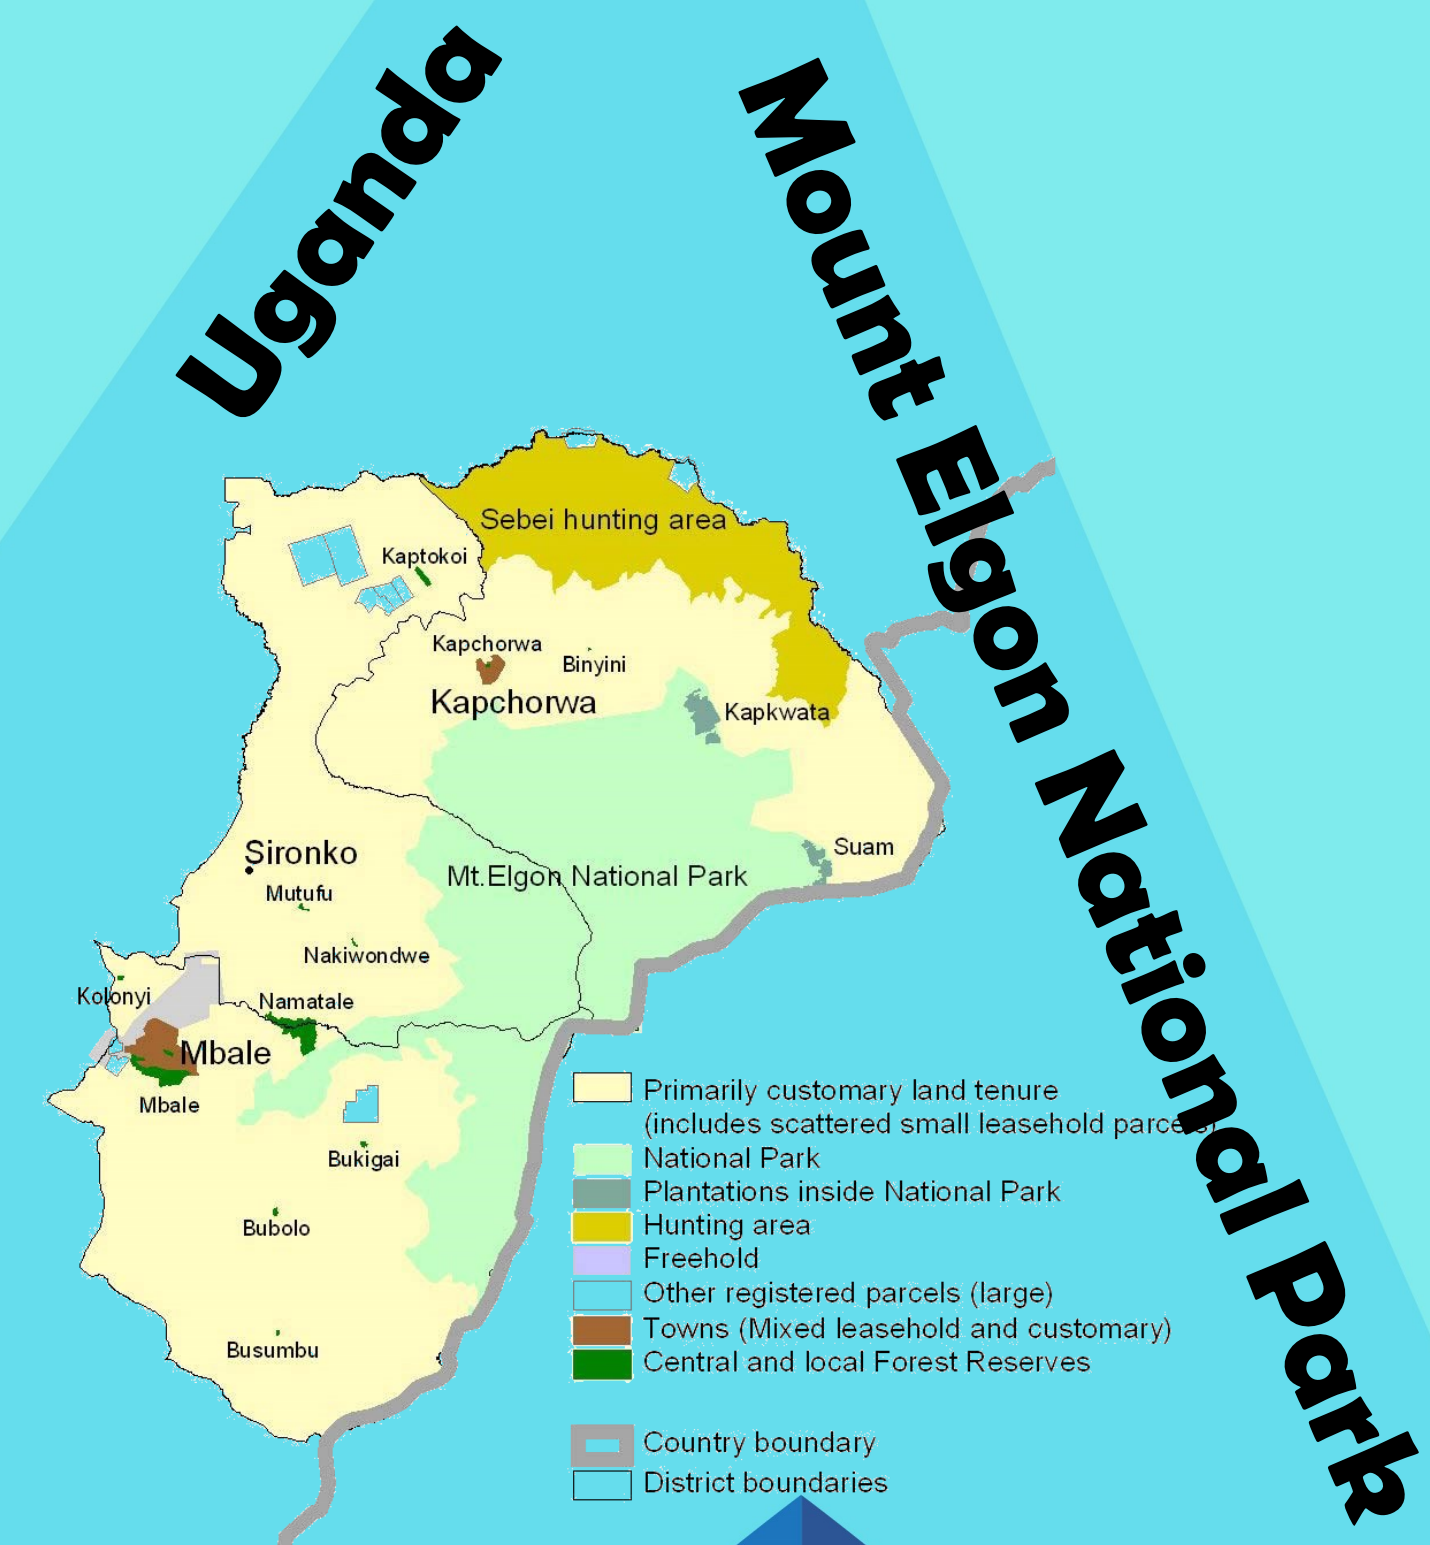 Uganda
Mount Elgon National Park
Sebei hunting area
Kaptokoi
Kapchorwa
Binyini
Kapchorwa
Kapkwata
Suam
Sironko
Mt.Elgon National Park
Mutufu
Nakiwondwe
Kolonyi
Namatale
Mbale
Mbale
Bukigai
Bubolo
Busumbu
Primarily customary land tenure
(includes scattered small leasehold parcels)
National Park
Plantations inside National Park
Hunting area
Freehold
Other registered parcels (large)
Towns (Mixed leasehold and customary)
Central and local Forest Reserves
Country boundary
District boundaries